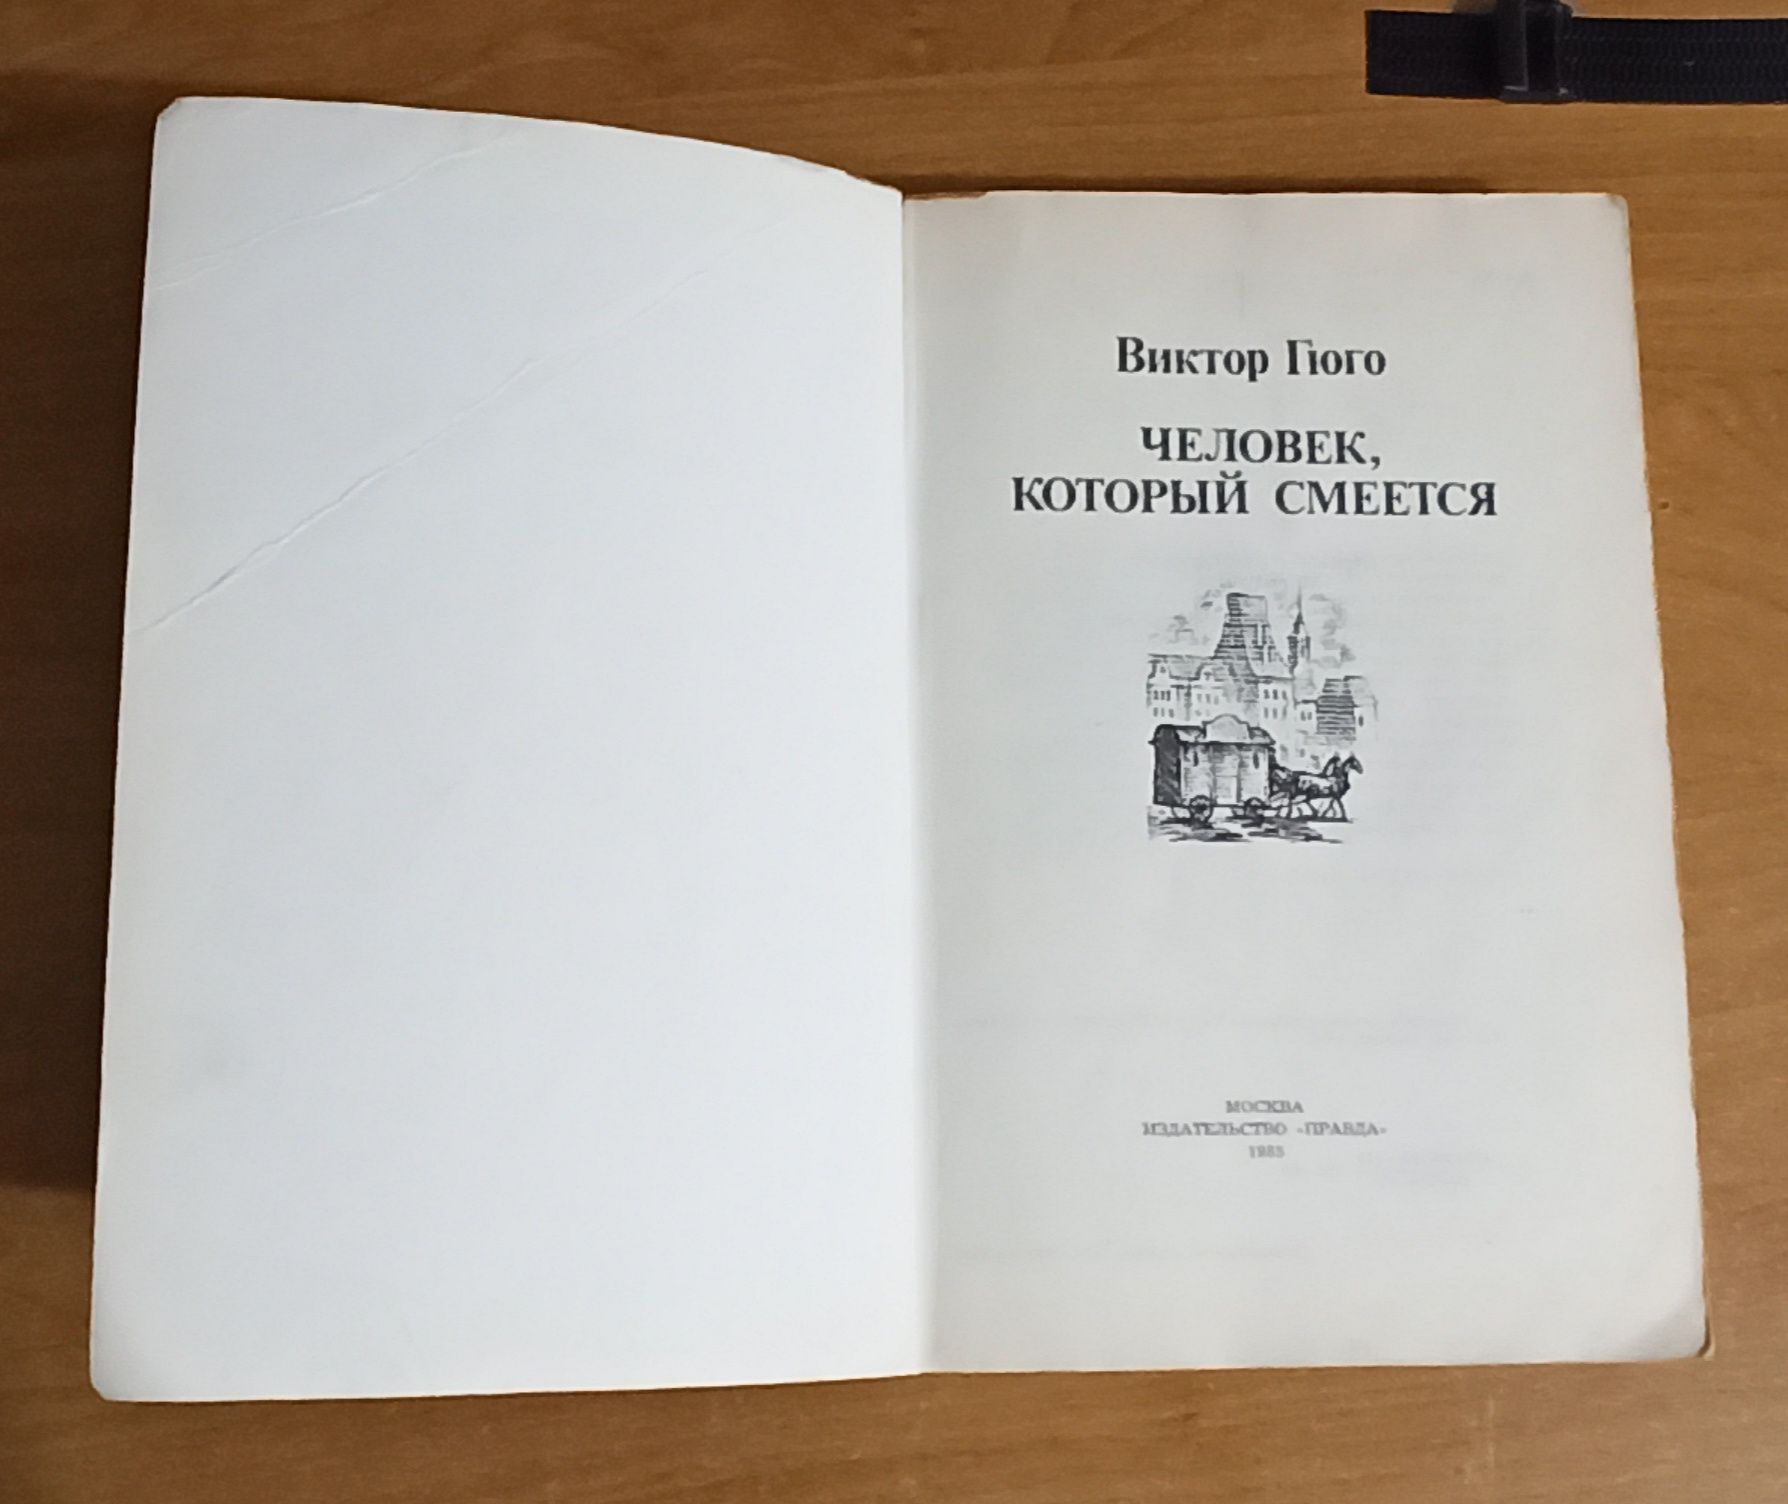 Виктор Гюго
ЧЕЛОВЕК,
КОТОРЫЙ СМЕЕТСЯ
МОСКВА
ИЗДАТЕЛЬСТВО «ПРАВДА»